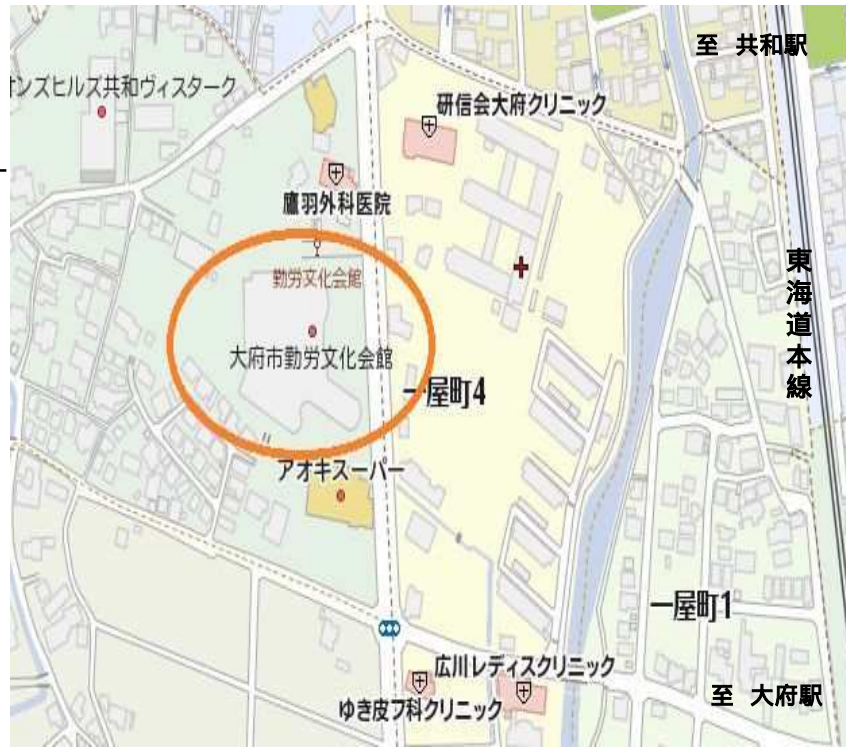 至 共和駅
オンズヒルズ共和ヴィスターク
研信会大府クリニック
鷹羽外科医院
勤労文化会館
大府市勤労文化会館
東海道本線
一屋町4
アオキスーパー
一屋町1
広川レディスクリニック
至 大府駅
ゆき皮フ科クリニック